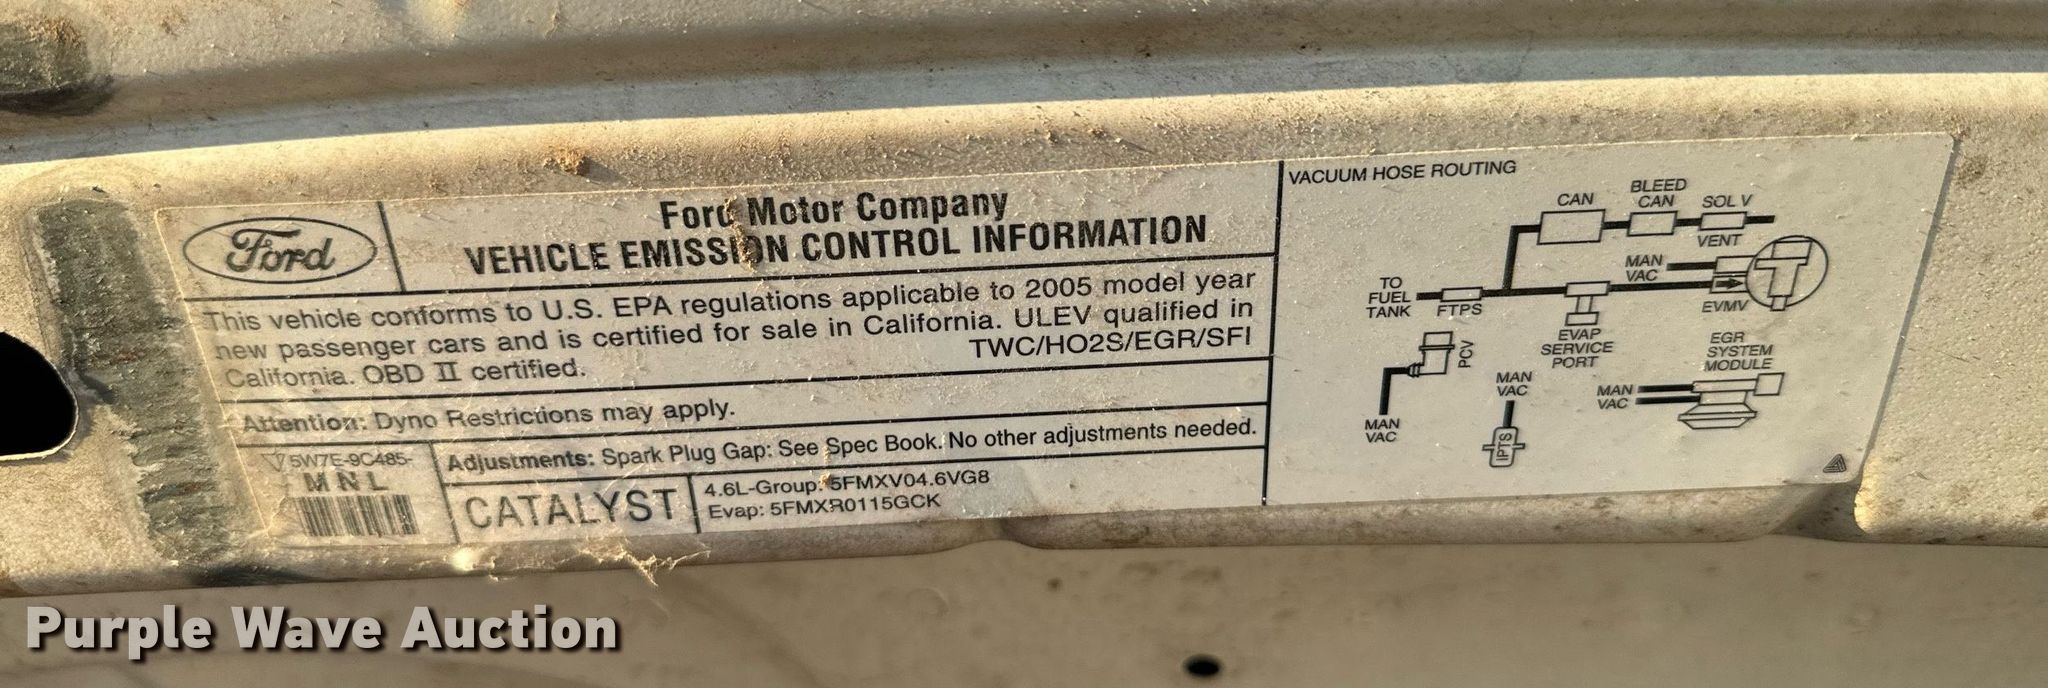 Ford
Ford Motor Company
VEHICLE EMISSION CONTROL INFORMATION
This vehicle conforms to U.S. EPA regulations applicable to 2005 model year
new passenger cars and is certified for sale in California. ULEV qualified in
California. OBD II certified.
TWC/HO2S/EGR/SFI
Attention: Dyno Restrictions may apply.
5W7E-9C485-
M N L
Adjustments: Spark Plug Gap: See Spec Book. No other adjustments needed.
CATALYST
4.6L-Group: 5FMXV04.6VG8
Evap: 5FMXR0115GCK
VACUUM HOSE ROUTING
CAN
BLEED
CAN
SOL V
VENT
MAN
VAC
TO
FUEL
TANK
FTPS
EVMV
EVAP
SERVICE
PORT
EGR
SYSTEM
MODULE
PCV
MAN
VAC
MAN
VAC
IPTS
MAN
VAC
Purple Wave Auction